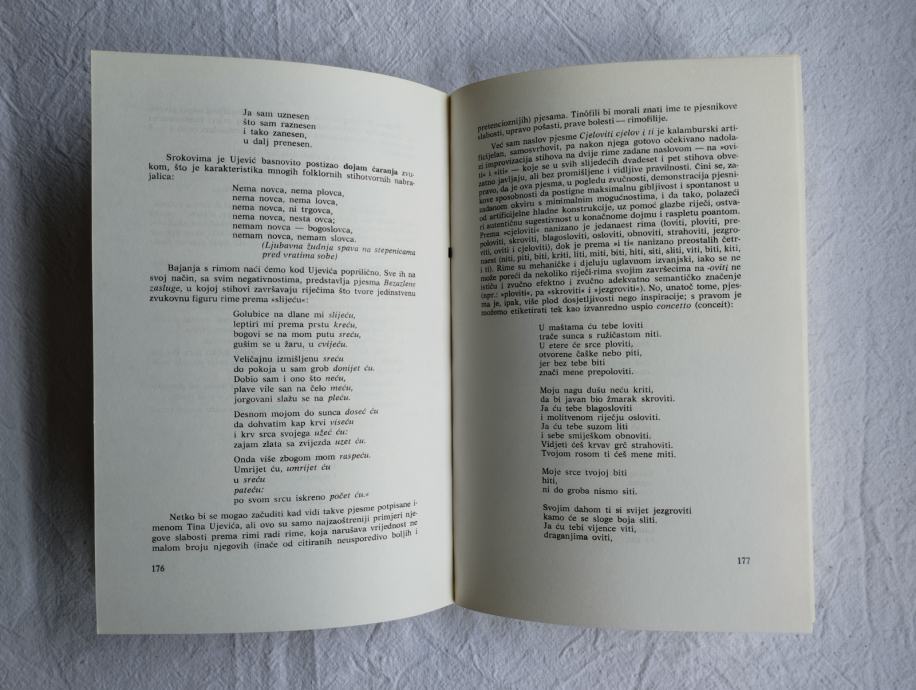 Ja sam uznesen
što sam raznesen
i tako zanesen,
u dalj prenesen.
Srokovima je Ujević basnovito postizao dojam čaranja zvu-
kom, što je karakteristika mnogih folklornih stihotvornih nabra-
jalica:
Nema novca, nema plovca,
nema novca, nema lovca,
nema novca, ni trgovca,
nema novca, nesta ovca;
nemam novca — bogoslovca,
nemam novca, nemam slovca.
(Ljubavna žudnja spava na stepenicama
pred vratima sobe)
Bajanja s rimom naći ćemo kod Ujevića poprilično. Sve ih na
svoj način, sa svim negativnostima, predstavlja pjesma Bezazlene
zasluge, u kojoj stihovi završavaju riječima što tvore jedinstvenu
zvukovnu figuru rime prema »slijeću«:
Golubice na dlane mi slijeću,
leptiri mi prema prstu kreću,
bogovi se na mom putu sreću,
gušim se u žaru, u cvijeću.
Veličajnu izmišljenu sreću
do pokoja u sam grob donijet ću.
Dobio sam i ono što neću,
plave vile san na čelo meću,
jorgovani slažu se na pleću.
Desnom mojom do sunca doseć ću
da dohvatim kap krvi viseću
i krv srca svojega užeć ću:
zajam zlata sa zvijezda uzet ću.
Onda više zbogom mom raspeću.
Umrijet ću, umrijet ću
u sreću
pateću:
po svom srcu iskreno počet ću.«
Netko bi se mogao začuditi kad vidi takve pjesme potpisane i-
menom Tina Ujevića, ali ovo su samo najzaoštreniji primjeri nje-
gove slabosti prema rimi radi rime, koja narušava vrijednost ne
malom broju njegovih (inače od citiranih neusporedivo boljih i
176
pretencioznijih) pjesama. Tinófili bi morali znati ime te pjesnikove
slabosti, upravo pošasti, prave bolesti — rimofilije.
Već sam naslov pjesme Cjeloviti cjelov i ti je kalamburski arti-
ficijelan, samosvrhovit, pa nakon njega gotovo očekivano nadola-
zi improvizacija stihova na dvije rime zadane naslovom — na »ovi-
ti« i »iti« — koje se u svih slijedećih dvadeset i pet stihova obve-
zatno javljaju, ali bez promišljene i vidljive pravilnosti. Čini se, za-
pravo, da je ova pjesma, u pogledu zvučnosti, demonstracija pjesni-
kove sposobnosti da postigne maksimalnu gibljivost i spontanost u
zadanom okviru s minimalnim mogućnostima, i da tako, polazeći
od artificijelne hladne konstrukcije, uz pomoć glazbe riječi, ostva-
ri autentičnu sugestivnost u konačnome dojmu i raspletu poantom.
Prema »cjeloviti« nanizano je jedanaest rima (loviti, ploviti, pre-
poloviti, skroviti, blagosloviti, osloviti, obnoviti, strahoviti, jezgro-
viti, oviti i cjeloviti), dok je prema »i ti« nanizano preostalih četr-
naest (niti, piti, biti, kriti, liti, miti, biti, hiti, siti, sliti, viti, biti, kiti,
i ti). Rime su mehaničke i djeluju uglavnom izvanjski, iako se ne
može poreći da nekoliko riječi-rima svojim završecima na -oviti ne
ističu i zvučno efektno i zvučno adekvatno semantičko značenje
(npr.: »ploviti«, pa »skroviti« i »jezgroviti«). No, unatoč tome, pjes-
ma je, ipak, više plod dosjetljivosti nego inspiracije; s pravom je
možemo etiketirati tek kao izvanredno uspio concetto (conceit):
U maštama ću tebe loviti
trače sunca s ružičastom niti.
U etere će srce ploviti,
otvorene čaške nebo piti,
jer bez tebe biti
znači mene prepoloviti.
Moju nagu dušu neću kriti,
da bi javan bio žmarak skroviti.
Ja ću tebe blagosloviti
i molitvenom riječju osloviti.
Ja ću tebe suzom liti
i sebe smiješkom obnoviti.
Vidjeti ćeš krvav grč strahoviti.
Tvojom rosom ti ćeš mene miti.
Moje srce tvojoj biti
hiti,
ni do groba nismo siti.
Svojim dahom ti si svijet jezgroviti
kamo će se sloge boja sliti.
Ja ću tebi vijence viti,
draganjima oviti,
177